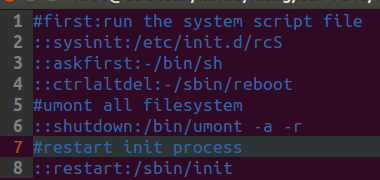 1 #first:run the system script file
2 ::sysinit:/etc/init.d/rcS
3 ::askfirst:-/bin/sh
4 ::ctrlaltdel:-/sbin/reboot
5 #umont all filesystem
6 ::shutdown:/bin/umont -a -r
7 #restart init process
8 ::restart:/sbin/init